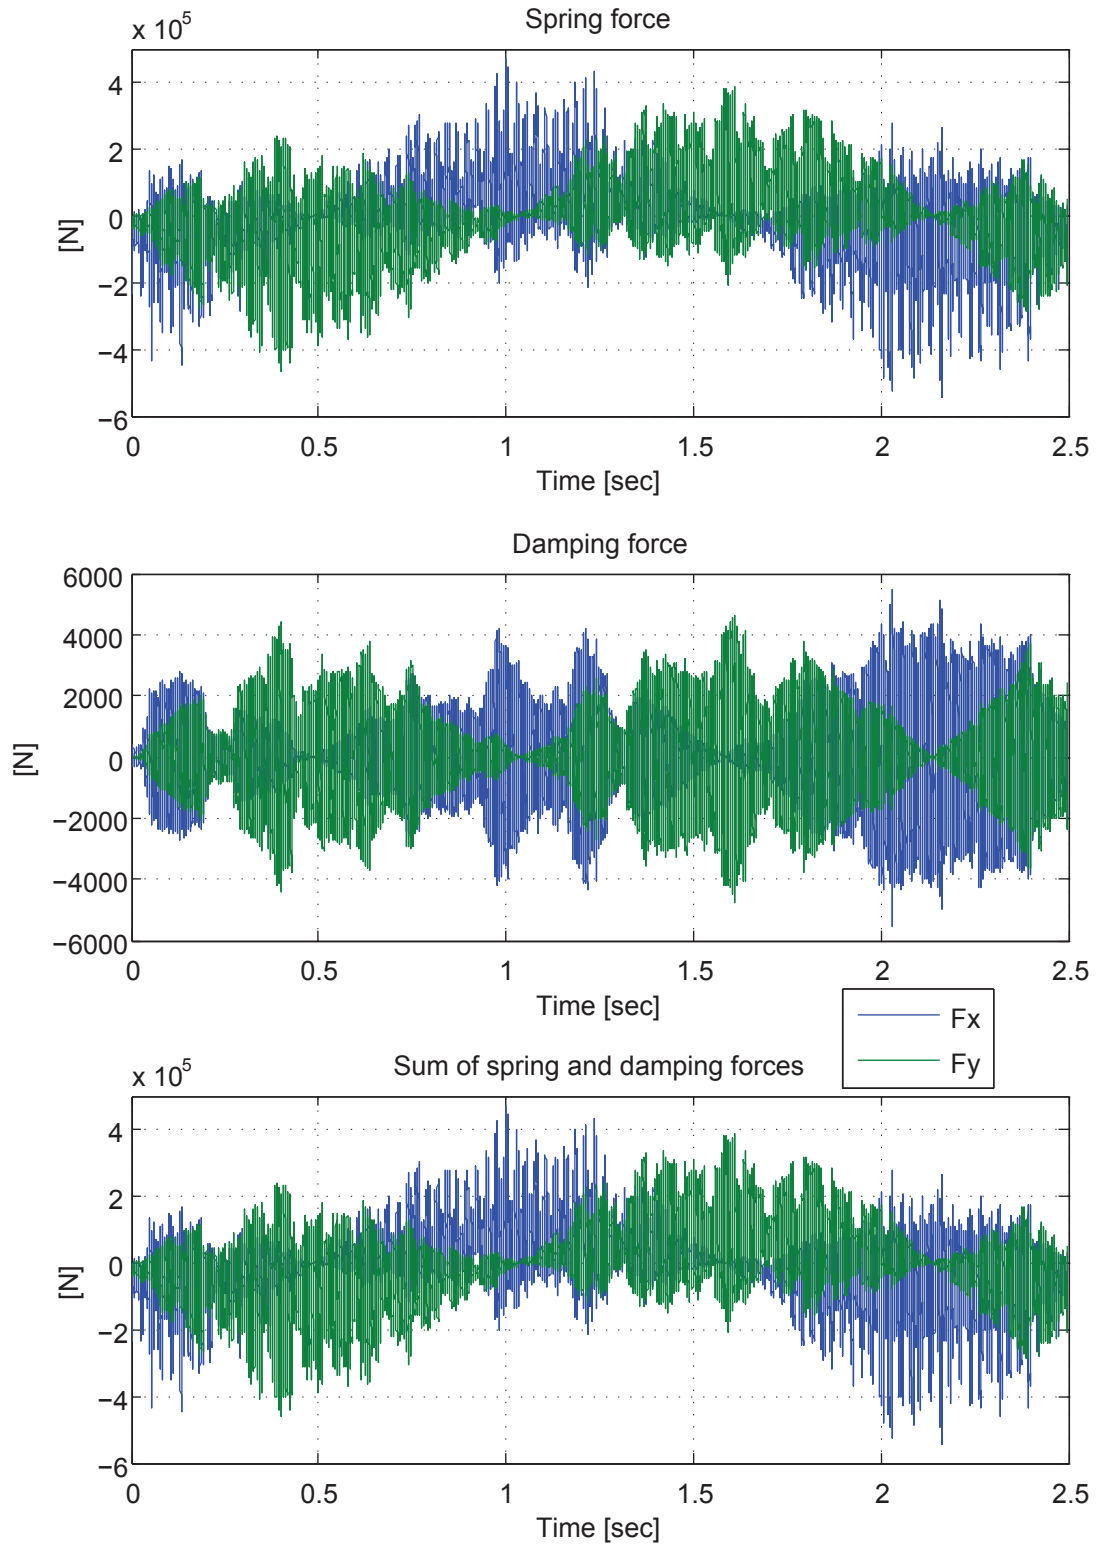 Spring force
x 10^5
4
2
0
−2
−4
−6
[N]
0 0.5 1 1.5 2 2.5
Time [sec]
Damping force
6000
4000
2000
0
−2000
−4000
−6000
[N]
0 0.5 1 1.5 2 2.5
Time [sec]
Fx
Fy
Sum of spring and damping forces
x 10^5
4
2
0
−2
−4
−6
[N]
0 0.5 1 1.5 2 2.5
Time [sec]